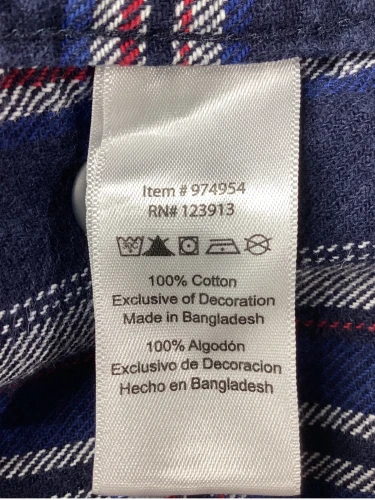 Item # 974954
RN# 123913
100% Cotton
Exclusive of Decoration
Made in Bangladesh
100% Algodón
Exclusivo de Decoracion
Hecho en Bangladesh